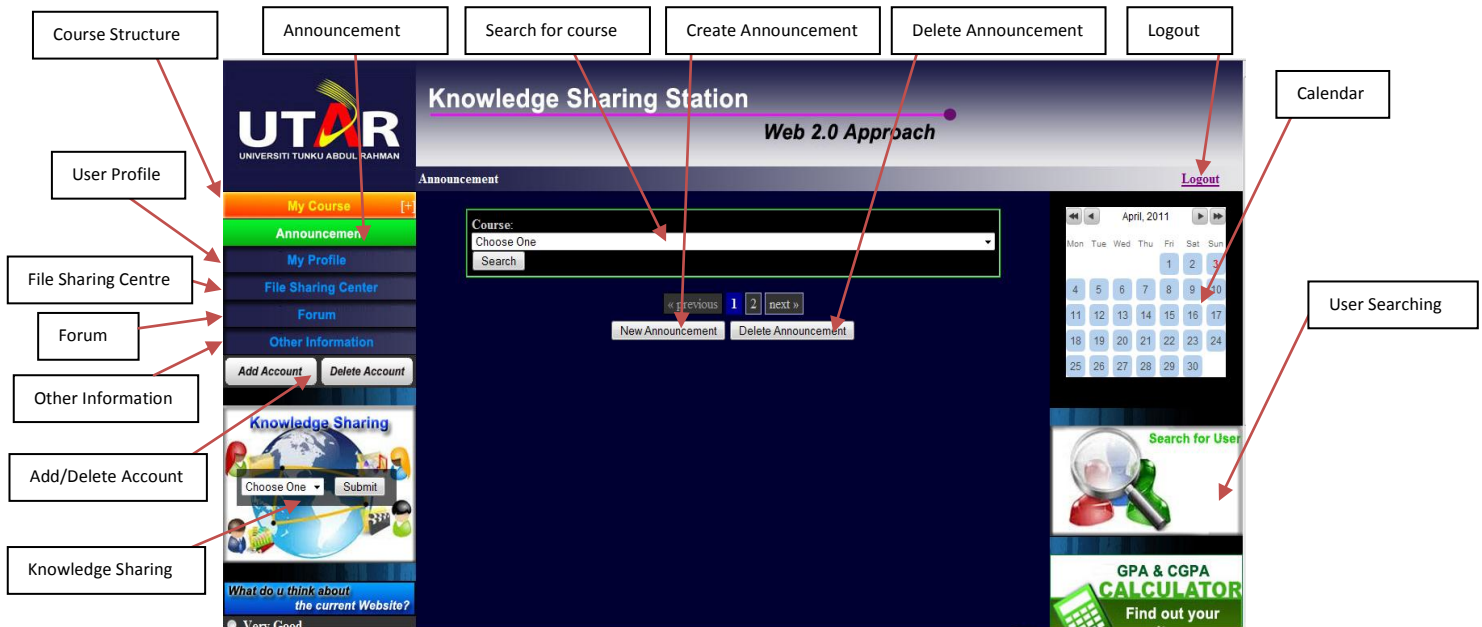 Course Structure
Announcement
Search for course
Create Announcement
Delete Announcement
Logout
Calendar
User Profile
File Sharing Centre
Forum
Other Information
Add/Delete Account
Knowledge Sharing
User Searching
UTAR
UNIVERSITI TUNKU ABDUL RAHMAN
Knowledge Sharing Station
Web 2.0 Approach
Announcement
Logout
My Course [+]
Announcement
My Profile
File Sharing Center
Forum
Other Information
Add Account Delete Account
Knowledge Sharing
Choose One Submit
What do u think about
the current Website?
Very Good
Course:
Choose One
Search
« previous 1 2 next »
New Announcement Delete Announcement
April, 2011
Mon Tue Wed Thu Fri Sat Sun
1 2 3
4 5 6 7 8 9 10
11 12 13 14 15 16 17
18 19 20 21 22 23 24
25 26 27 28 29 30
Search for User
GPA & CGPA
CALCULATOR
Find out your